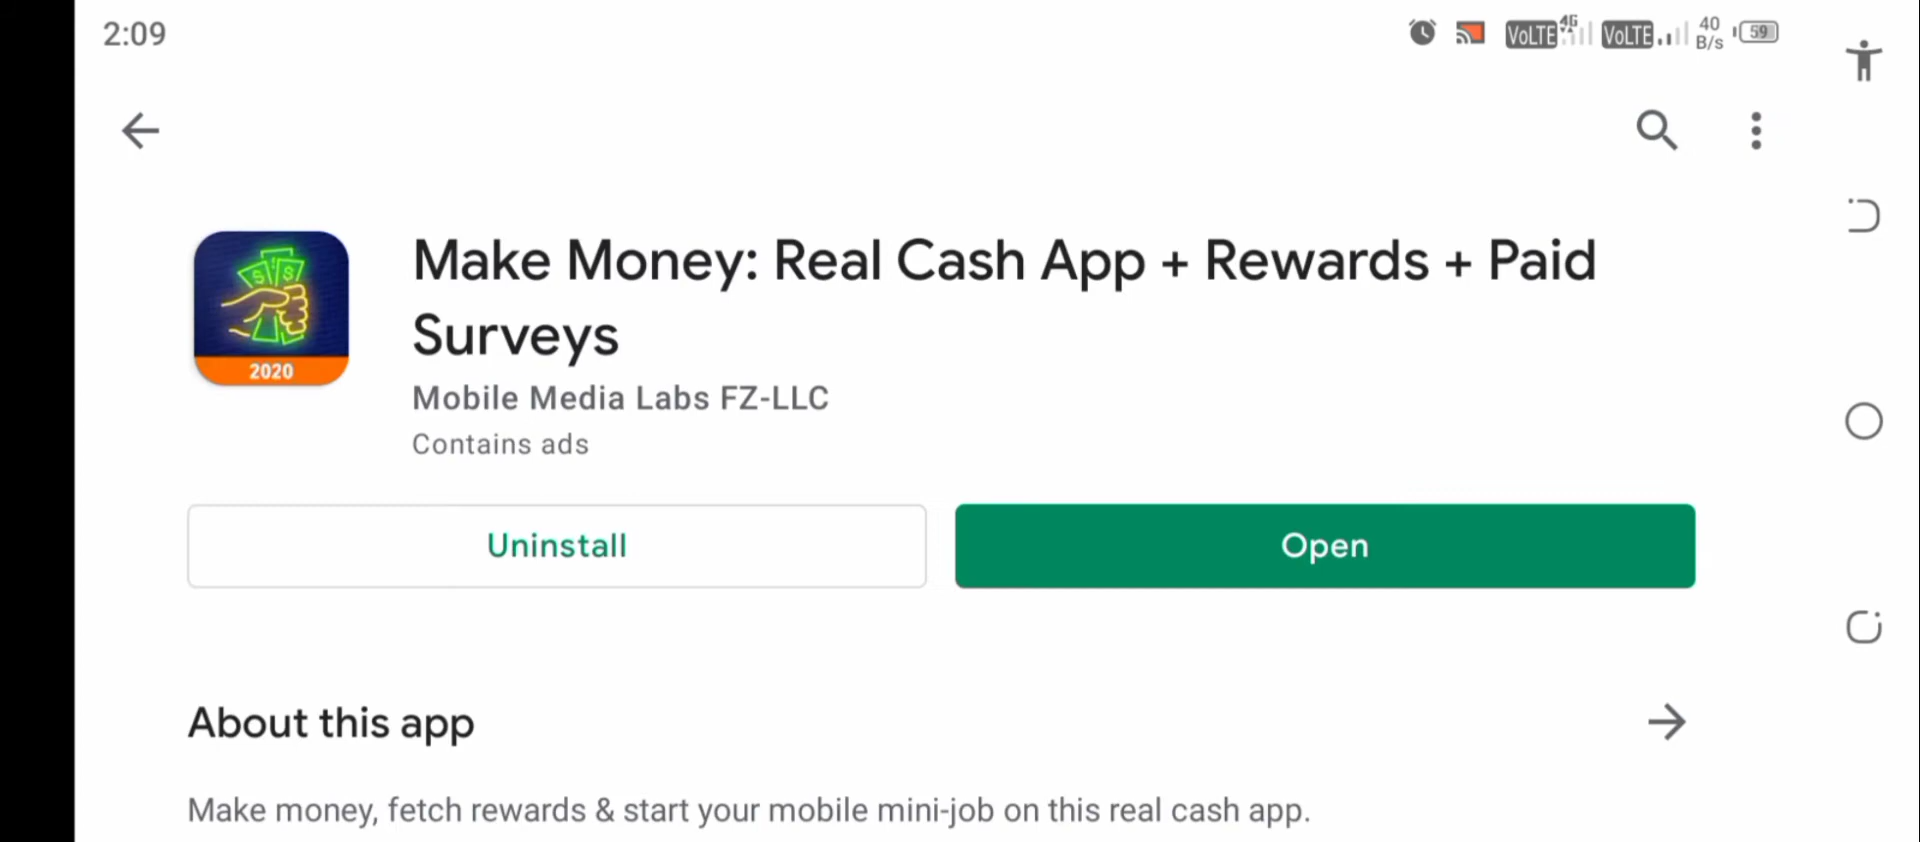 2:09
VoLTE 4G VoLTE 40 B/s 59
Make Money: Real Cash App + Rewards + Paid
Surveys
2020
Mobile Media Labs FZ-LLC
Contains ads
Uninstall Open
About this app
Make money, fetch rewards & start your mobile mini-job on this real cash app.